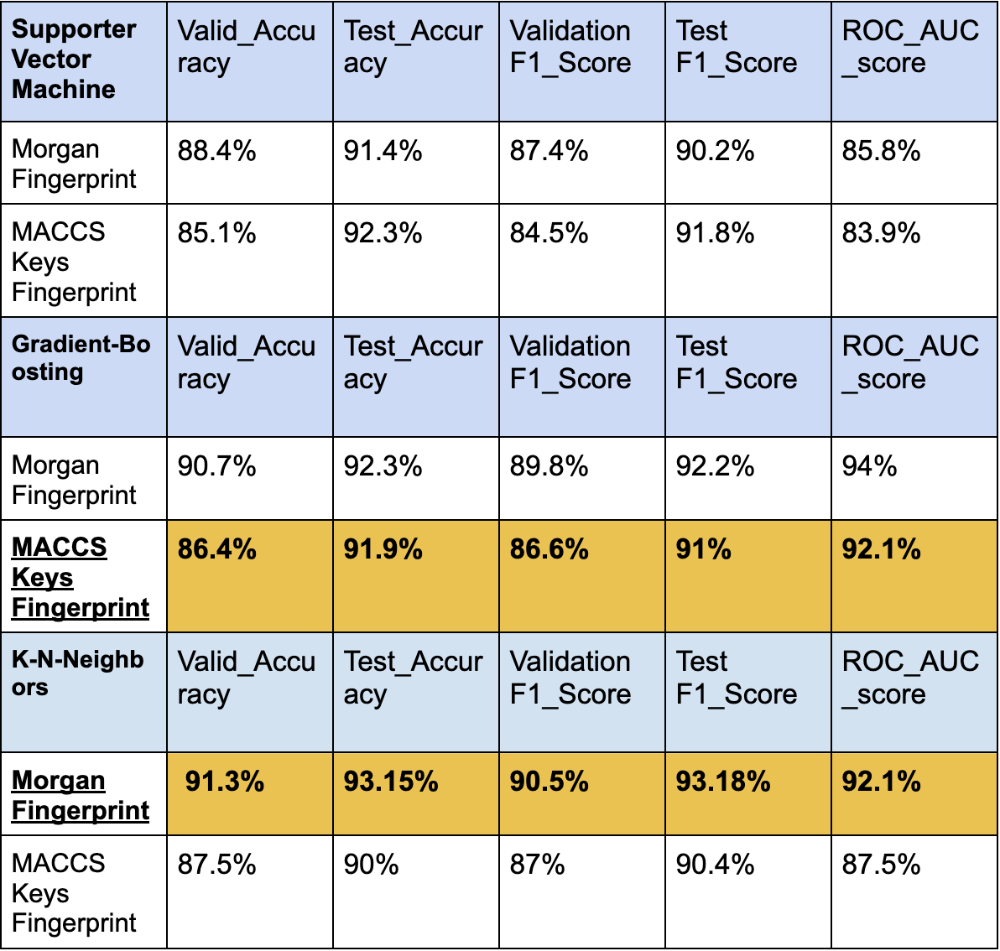 Supporter Vector Machine	Valid_Accuracy	Test_Accuracy	Validation F1_Score	Test F1_Score	ROC_AUC_score
Morgan Fingerprint	88.4%	91.4%	87.4%	90.2%	85.8%
MACCS Keys Fingerprint	85.1%	92.3%	84.5%	91.8%	83.9%
Gradient-Boosting	Valid_Accuracy	Test_Accuracy	Validation F1_Score	Test F1_Score	ROC_AUC_score
Morgan Fingerprint	90.7%	92.3%	89.8%	92.2%	94%
MACCS Keys Fingerprint	86.4%	91.9%	86.6%	91%	92.1%
K-N-Neighbors	Valid_Accuracy	Test_Accuracy	Validation F1_Score	Test F1_Score	ROC_AUC_score
Morgan Fingerprint	91.3%	93.15%	90.5%	93.18%	92.1%
MACCS Keys Fingerprint	87.5%	90%	87%	90.4%	87.5%